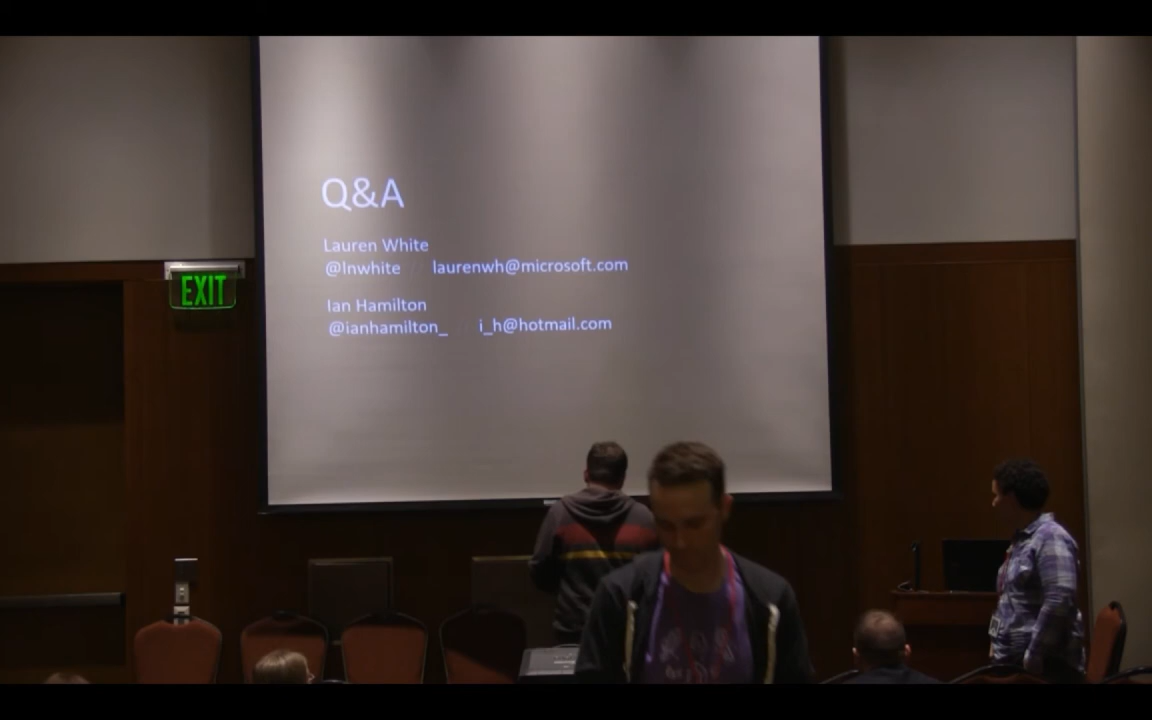 Q&A
Lauren White
@lnwhite // laurenwh@microsoft.com
Ian Hamilton
@ianhamilton_ // i_h@hotmail.com
EXIT